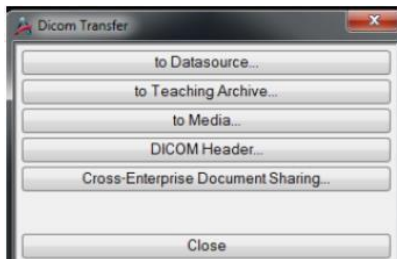 Dicom Transfer
to Datasource...
to Teaching Archive...
to Media...
DICOM Header...
Cross-Enterprise Document Sharing...
Close